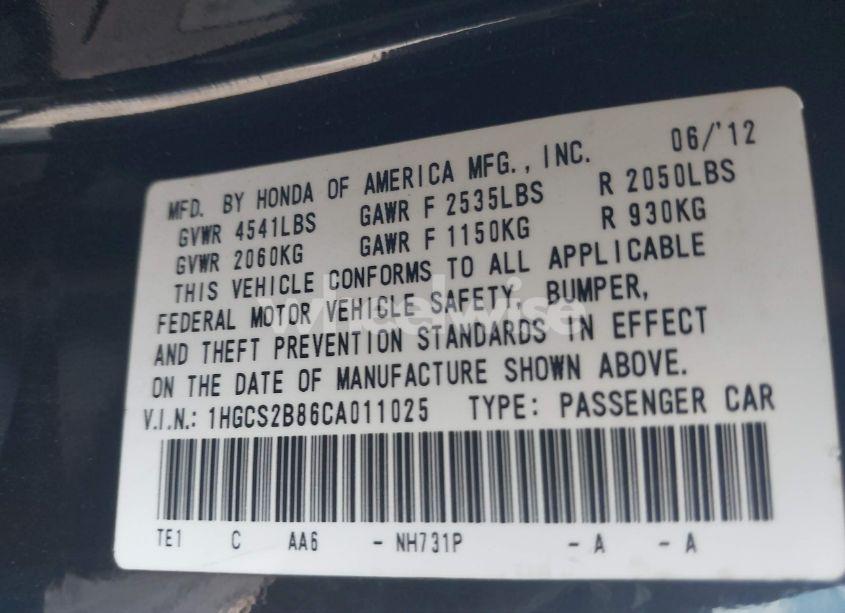 06/'12
MFD. BY HONDA OF AMERICA MFG., INC.
GVWR 4541LBS GAWR F 2535LBS R 2050LBS
GVWR 2060KG GAWR F 1150KG R 930KG
THIS VEHICLE CONFORMS TO ALL APPLICABLE
FEDERAL MOTOR VEHICLE SAFETY, BUMPER,
AND THEFT PREVENTION STANDARDS IN EFFECT
ON THE DATE OF MANUFACTURE SHOWN ABOVE.
V.I.N.: 1HGCS2B86CA011025 TYPE: PASSENGER CAR
TE1 C AA6 - NH731P - A - A
wheelwise